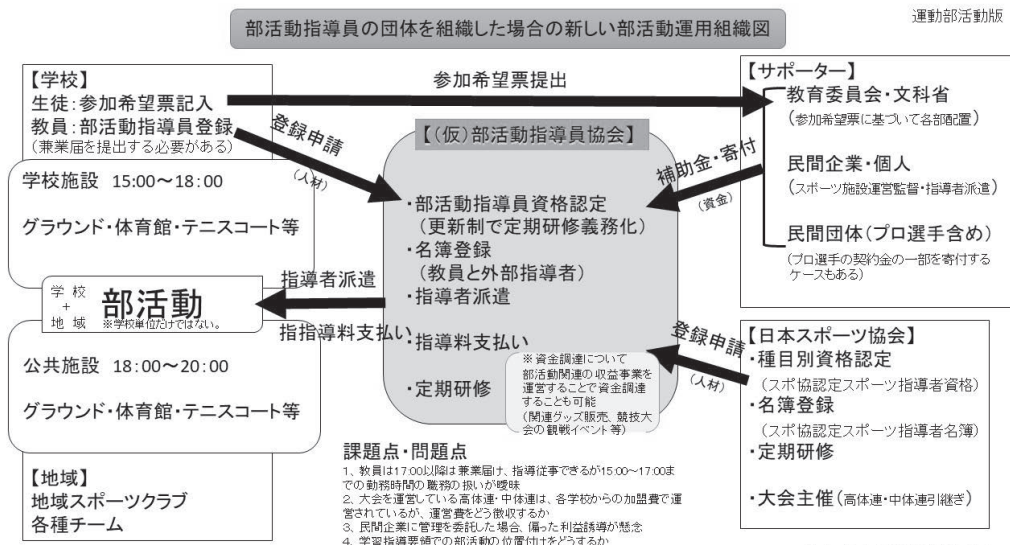 運動部活動版
部活動指導員の団体を組織した場合の新しい部活動運用組織図
【学校】
生徒：参加希望票記入
教員：部活動指導員登録
（兼業届を提出する必要がある）
学校施設 15:00～18:00
グラウンド・体育館・テニスコート等
学校
+
地域
部活動
※学校単位だけではない。
公共施設 18:00～20:00
グラウンド・体育館・テニスコート等
【地域】
地域スポーツクラブ
各種チーム
参加希望票提出
登録申請
（人材）
指導者派遣
指指導料支払い
【（仮）部活動指導員協会】
・部活動指導員資格認定
（更新制で定期研修義務化）
・名簿登録
（教員と外部指導者）
・指導者派遣
・指導料支払い
・定期研修
※資金調達について
部活動関連の収益事業を
運営することで資金調達
することも可能
（関連グッズ販売、競技大
会の観戦イベント等）
補助金・寄付
（資金）
登録申請
（人材）
【サポーター】
教育委員会・文科省
（参加希望票に基づいて各部配置）
民間企業・個人
（スポーツ施設運営監督・指導者派遣）
民間団体（プロ選手含め）
（プロ選手の契約金の一部を寄付する
ケースもある）
【日本スポーツ協会】
・種目別資格認定
（スポ協認定スポーツ指導者資格）
・名簿登録
（スポ協認定スポーツ指導者名簿）
・定期研修
・大会主催（高体連・中体連引継ぎ）
課題点・問題点
1、教員は17:00以降は兼業届け、指導従事できるが15:00～17:00ま
での勤務時間の職務の扱いが曖昧
2、大会を運営している高体連・中体連は、各学校からの加盟費で運
営されているが、運営費をどう徴収するか
3、民間企業に管理を委託した場合、偏った利益誘導が懸念
4、学習指導要領での部活動の位置付けをどうするか